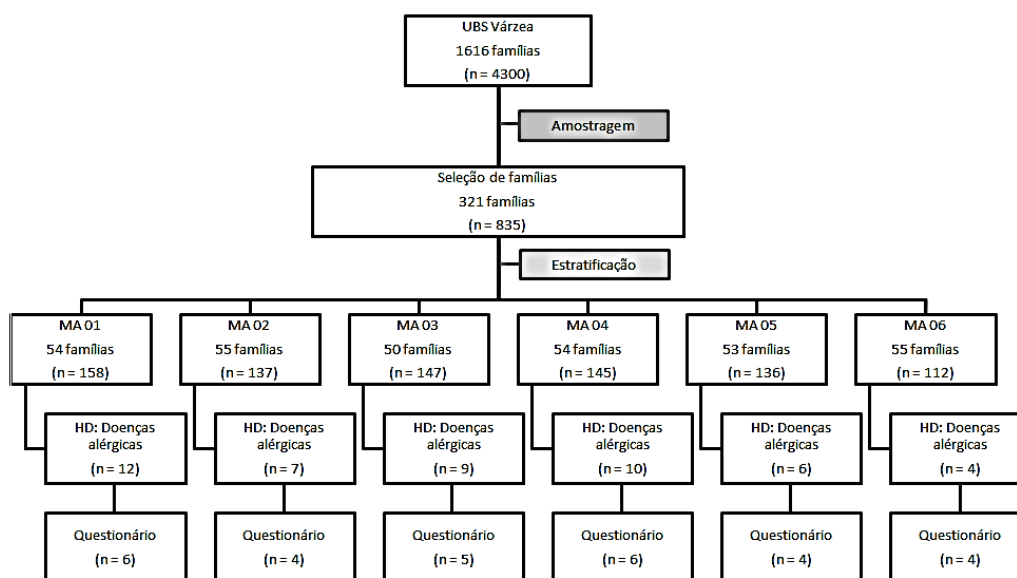 UBS Várzea
1616 famílias
(n = 4300)
Amostragem
Seleção de famílias
321 famílias
(n = 835)
Estratificação
MA 01
54 famílias
(n = 158)
MA 02
55 famílias
(n = 137)
MA 03
50 famílias
(n = 147)
MA 04
54 famílias
(n = 145)
MA 05
53 famílias
(n = 136)
MA 06
55 famílias
(n = 112)
HD: Doenças
alérgicas
(n = 12)
HD: Doenças
alérgicas
(n = 7)
HD: Doenças
alérgicas
(n = 9)
HD: Doenças
alérgicas
(n = 10)
HD: Doenças
alérgicas
(n = 6)
HD: Doenças
alérgicas
(n = 4)
Questionário
(n = 6)
Questionário
(n = 4)
Questionário
(n = 5)
Questionário
(n = 6)
Questionário
(n = 4)
Questionário
(n = 4)